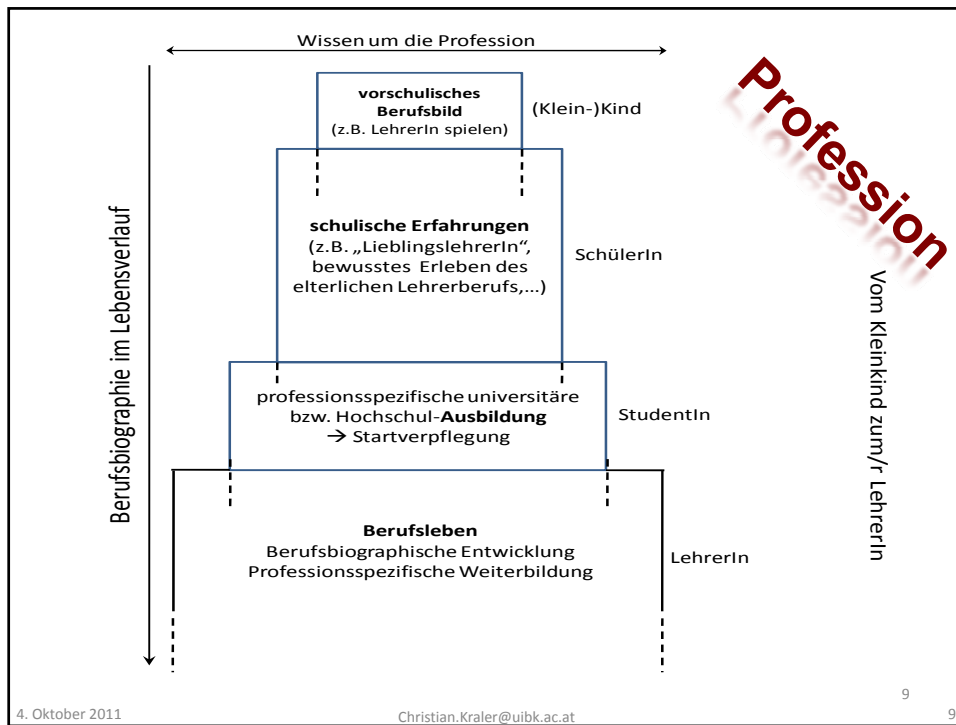 Wissen um die Profession
vorschulisches
Berufsbild
(z.B. LehrerIn spielen)
(Klein-)Kind
schulische Erfahrungen
(z.B. „LieblingslehrerIn“,
bewusstes Erleben des
elterlichen Lehrerberufs,...)
SchülerIn
professionsspezifische universitäre
bzw. Hochschul-Ausbildung
→ Startverpflegung
StudentIn
Berufsleben
Berufsbiographische Entwicklung
Professionsspezifische Weiterbildung
LehrerIn
Berufsbiographie im Lebensverlauf
Profession
Vom Kleinkind zum/r LehrerIn
9
4. Oktober 2011
Christian.Kraler@uibk.ac.at
9